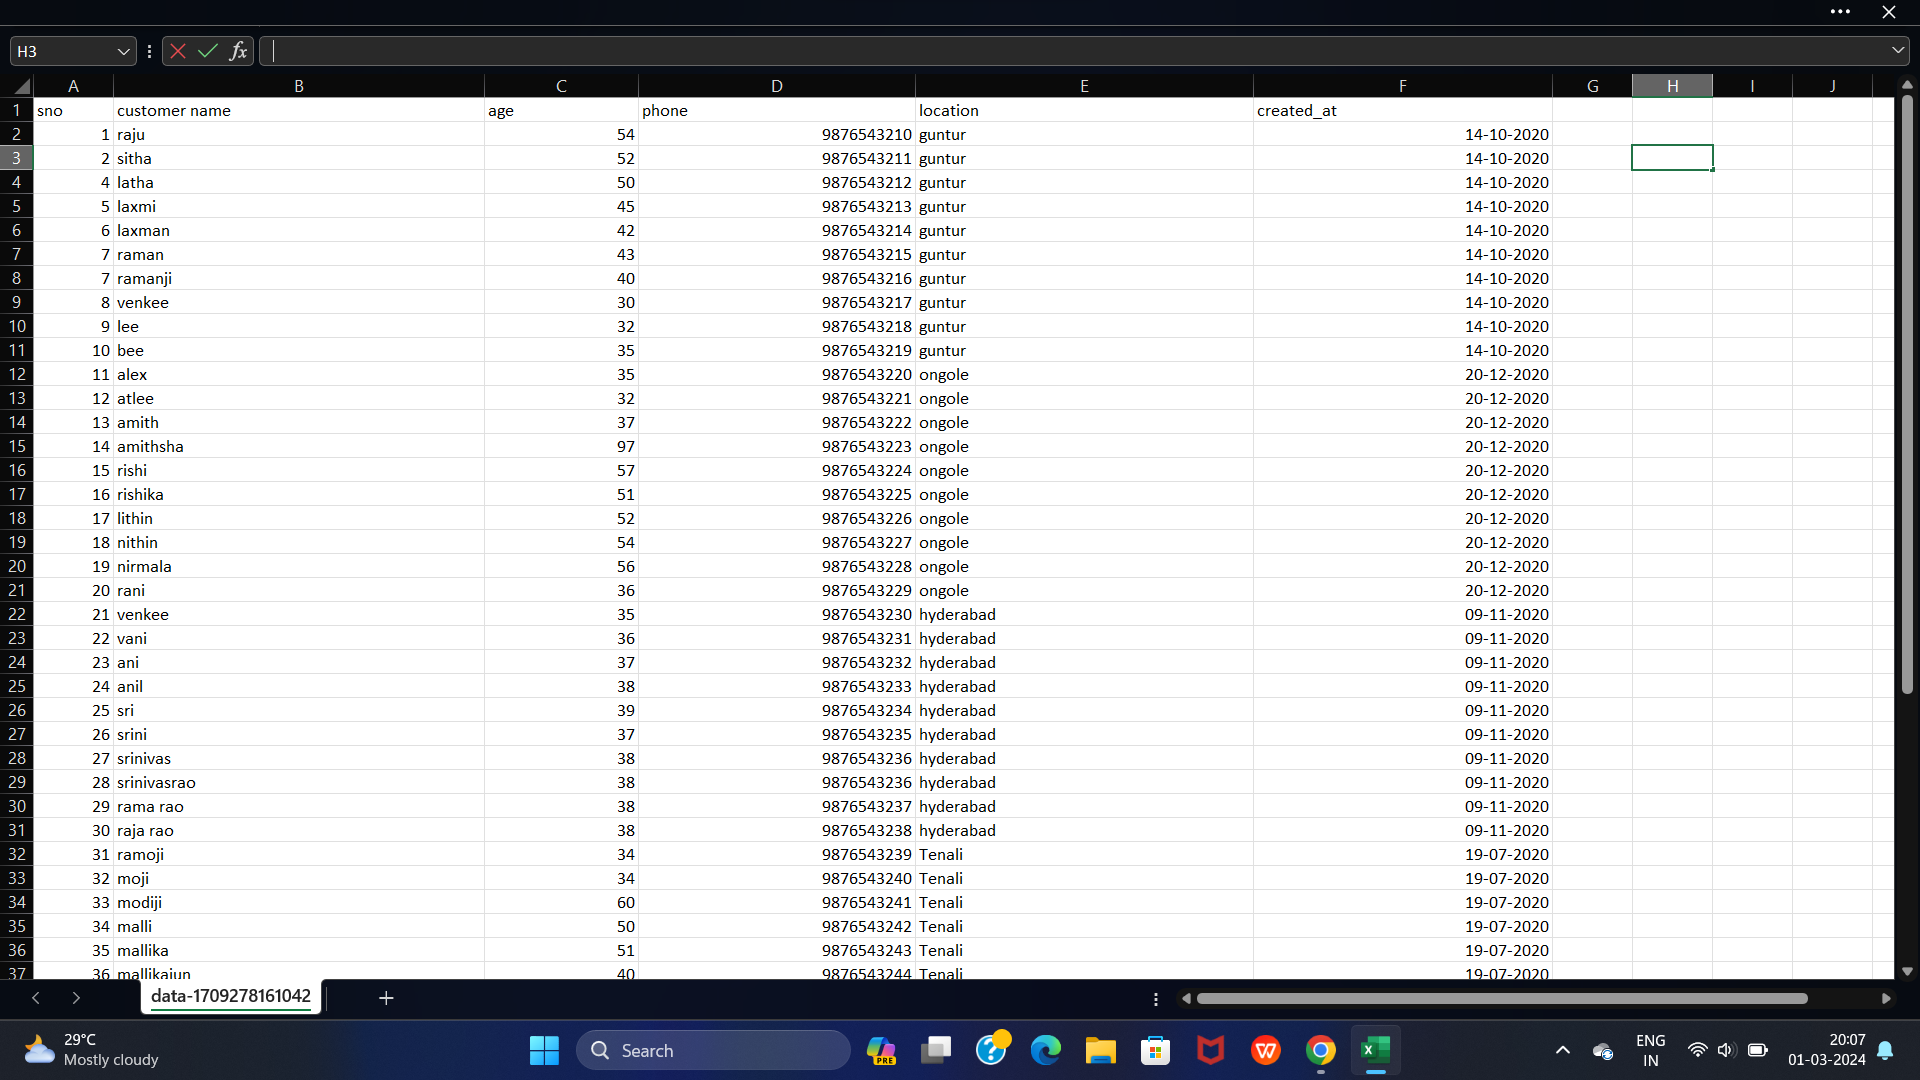 H3 fx
A B C D E F G H I J
1 sno customer name age phone location created_at
2 1 raju 54 9876543210 guntur 14-10-2020
3 2 sitha 52 9876543211 guntur 14-10-2020
4 4 latha 50 9876543212 guntur 14-10-2020
5 5 laxmi 45 9876543213 guntur 14-10-2020
6 6 laxman 42 9876543214 guntur 14-10-2020
7 7 raman 43 9876543215 guntur 14-10-2020
8 7 ramanji 40 9876543216 guntur 14-10-2020
9 8 venkee 30 9876543217 guntur 14-10-2020
10 9 lee 32 9876543218 guntur 14-10-2020
11 10 bee 35 9876543219 guntur 14-10-2020
12 11 alex 35 9876543220 ongole 20-12-2020
13 12 atlee 32 9876543221 ongole 20-12-2020
14 13 amith 37 9876543222 ongole 20-12-2020
15 14 amithsha 97 9876543223 ongole 20-12-2020
16 15 rishi 57 9876543224 ongole 20-12-2020
17 16 rishika 51 9876543225 ongole 20-12-2020
18 17 lithin 52 9876543226 ongole 20-12-2020
19 18 nithin 54 9876543227 ongole 20-12-2020
20 19 nirmala 56 9876543228 ongole 20-12-2020
21 20 rani 36 9876543229 ongole 20-12-2020
22 21 venkee 35 9876543230 hyderabad 09-11-2020
23 22 vani 36 9876543231 hyderabad 09-11-2020
24 23 ani 37 9876543232 hyderabad 09-11-2020
25 24 anil 38 9876543233 hyderabad 09-11-2020
26 25 sri 39 9876543234 hyderabad 09-11-2020
27 26 srini 37 9876543235 hyderabad 09-11-2020
28 27 srinivas 38 9876543236 hyderabad 09-11-2020
29 28 srinivasrao 38 9876543236 hyderabad 09-11-2020
30 29 rama rao 38 9876543237 hyderabad 09-11-2020
31 30 raja rao 38 9876543238 hyderabad 09-11-2020
32 31 ramoji 34 9876543239 Tenali 19-07-2020
33 32 moji 34 9876543240 Tenali 19-07-2020
34 33 modiji 60 9876543241 Tenali 19-07-2020
35 34 malli 50 9876543242 Tenali 19-07-2020
36 35 mallika 51 9876543243 Tenali 19-07-2020
37 36 mallikajun 40 9876543244 Tenali 19-07-2020
data-1709278161042
29°C
Mostly cloudy
Search
PRE
ENG
IN
20:07
01-03-2024